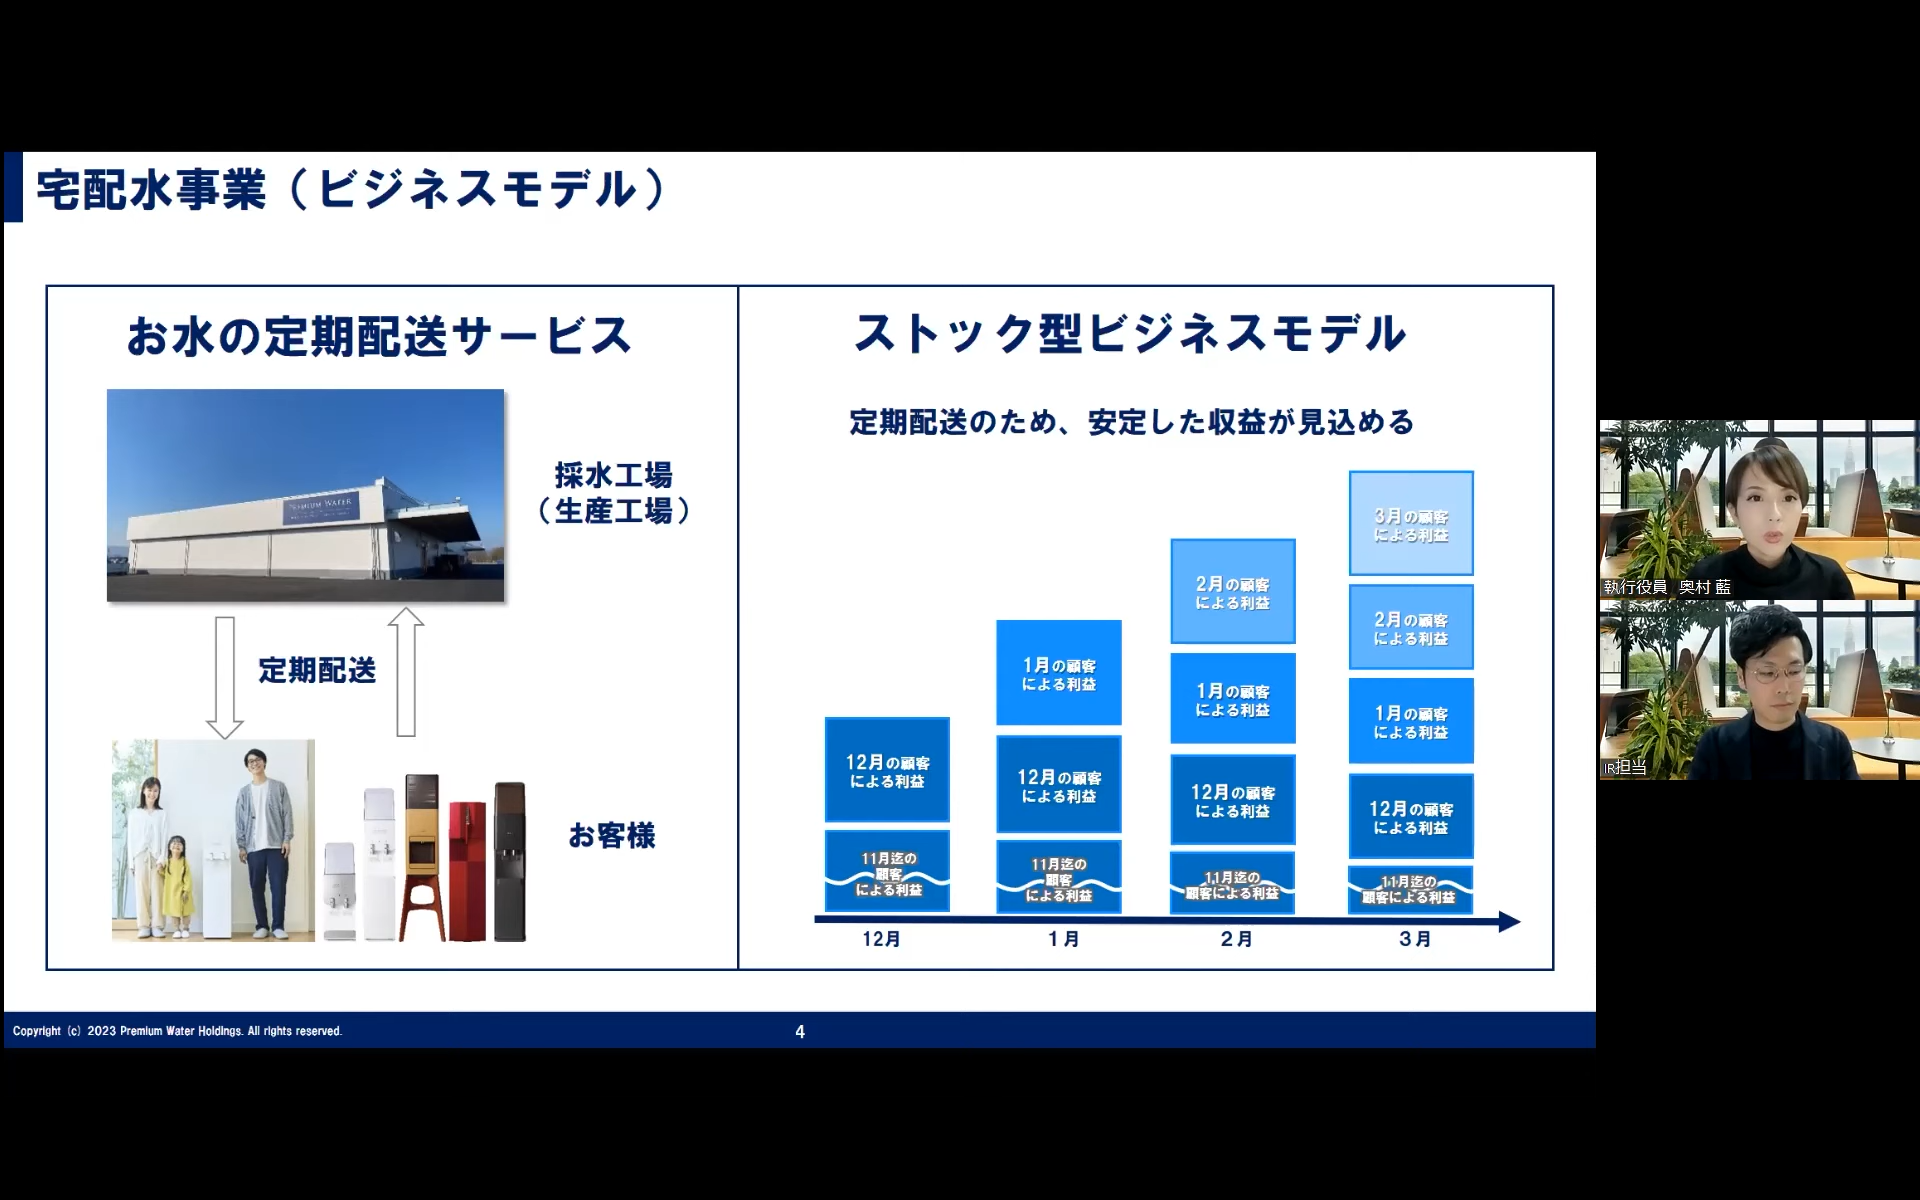 宅配水事業（ビジネスモデル）
お水の定期配送サービス
PREMIUM WATER
採水工場
（生産工場）
定期配送
お客様
ストック型ビジネスモデル
定期配送のため、安定した収益が見込める
12月の顧客
による利益
11月迄の
顧客
による利益
12月
1月の顧客
による利益
12月の顧客
による利益
11月迄の
顧客
による利益
1月
2月の顧客
による利益
1月の顧客
による利益
12月の顧客
による利益
11月迄の
顧客による利益
2月
3月の顧客
による利益
2月の顧客
による利益
1月の顧客
による利益
12月の顧客
による利益
11月迄の
顧客による利益
3月
Copyright (c) 2023 Premium Water Holdings. All rights reserved.
4
執行役員 奥村 藍
IR担当